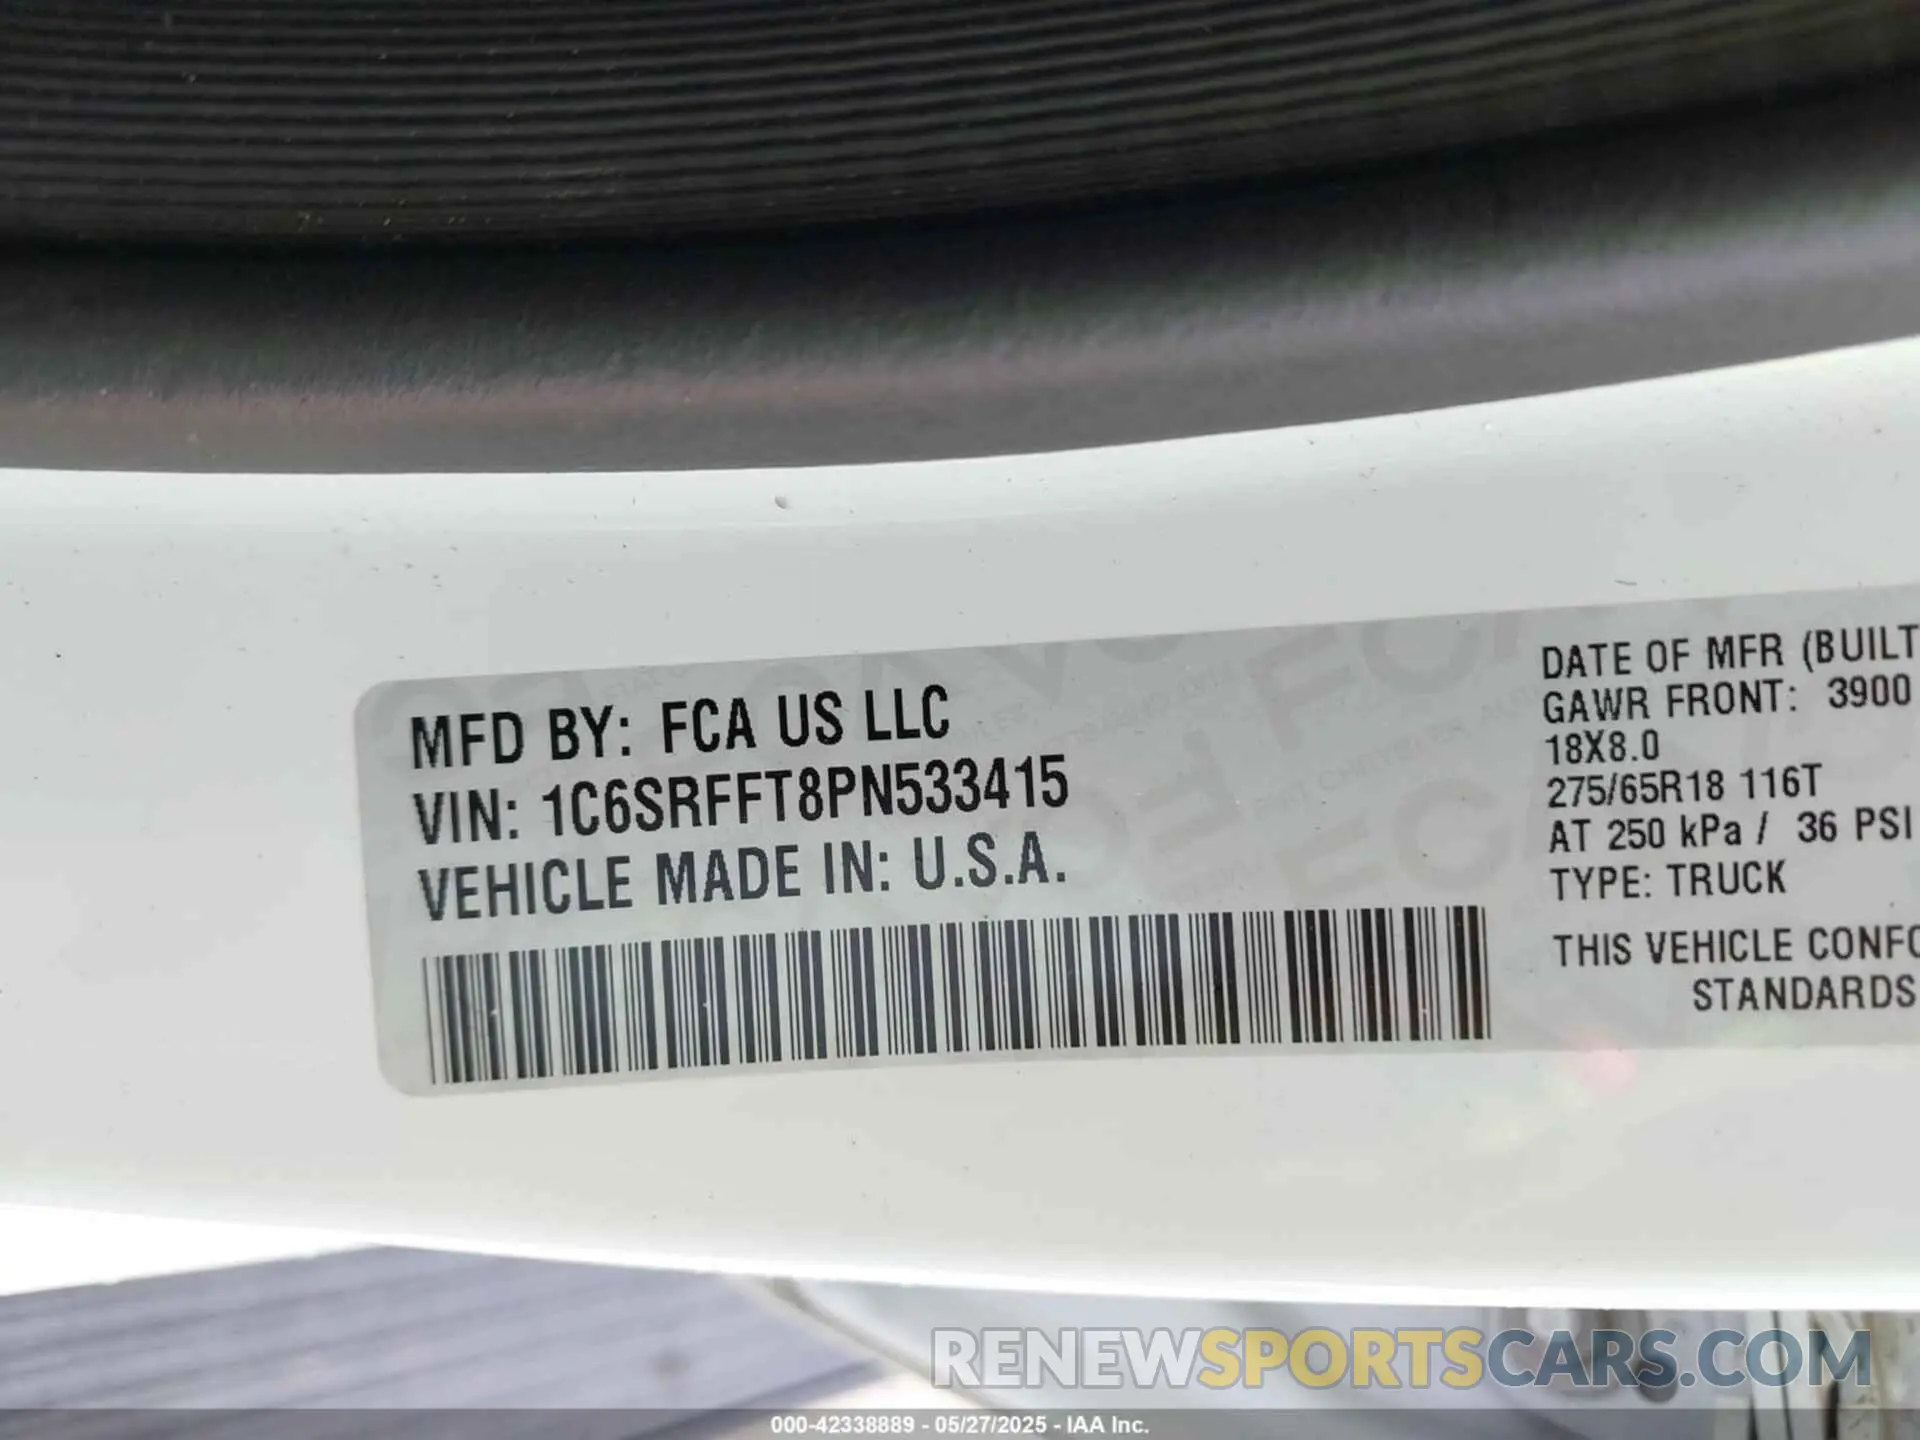 MFD BY: FCA US LLC
VIN: 1C6SRFFT8PN533415
VEHICLE MADE IN: U.S.A.
DATE OF MFR (BUILT
GAWR FRONT: 3900
18X8.0
275/65R18 116T
AT 250 kPa / 36 PSI
TYPE: TRUCK
THIS VEHICLE CONFO
STANDARDS
RENEWSPORTSCARS.COM
000-42338889 - 05/27/2025 - IAA Inc.